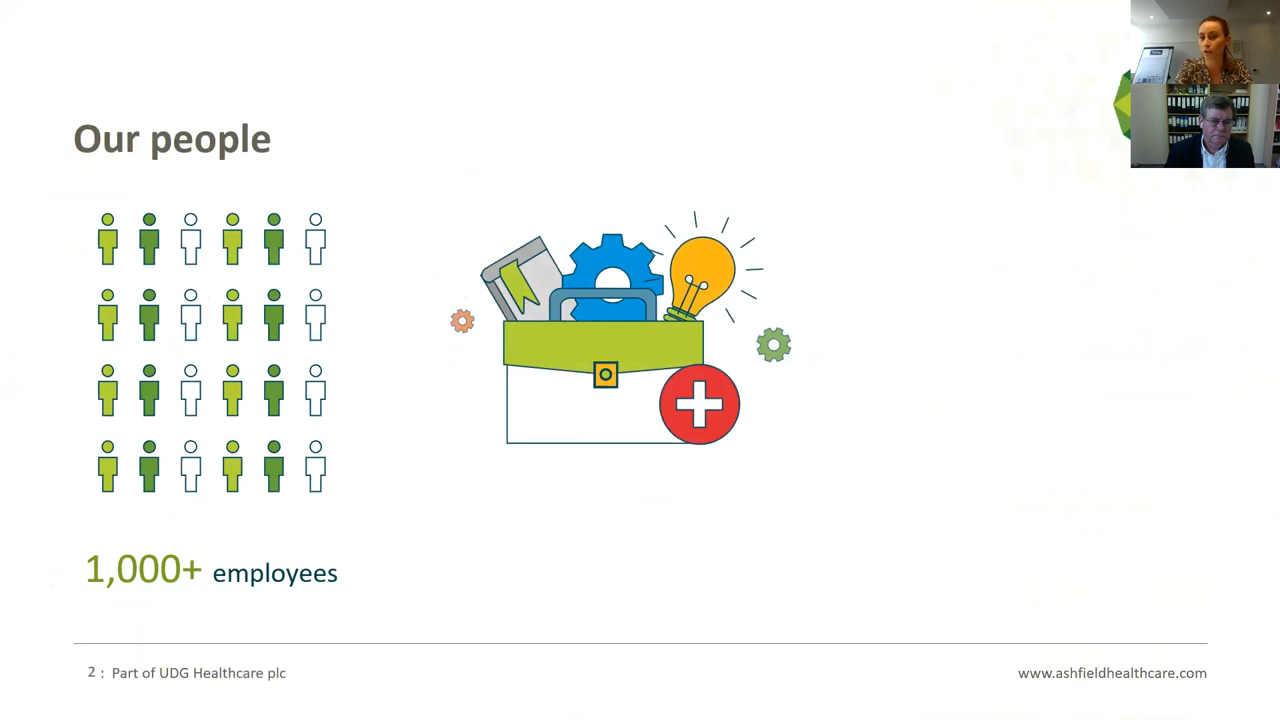 Our people
1,000+ employees
2 : Part of UDG Healthcare plc
www.ashfieldhealthcare.com